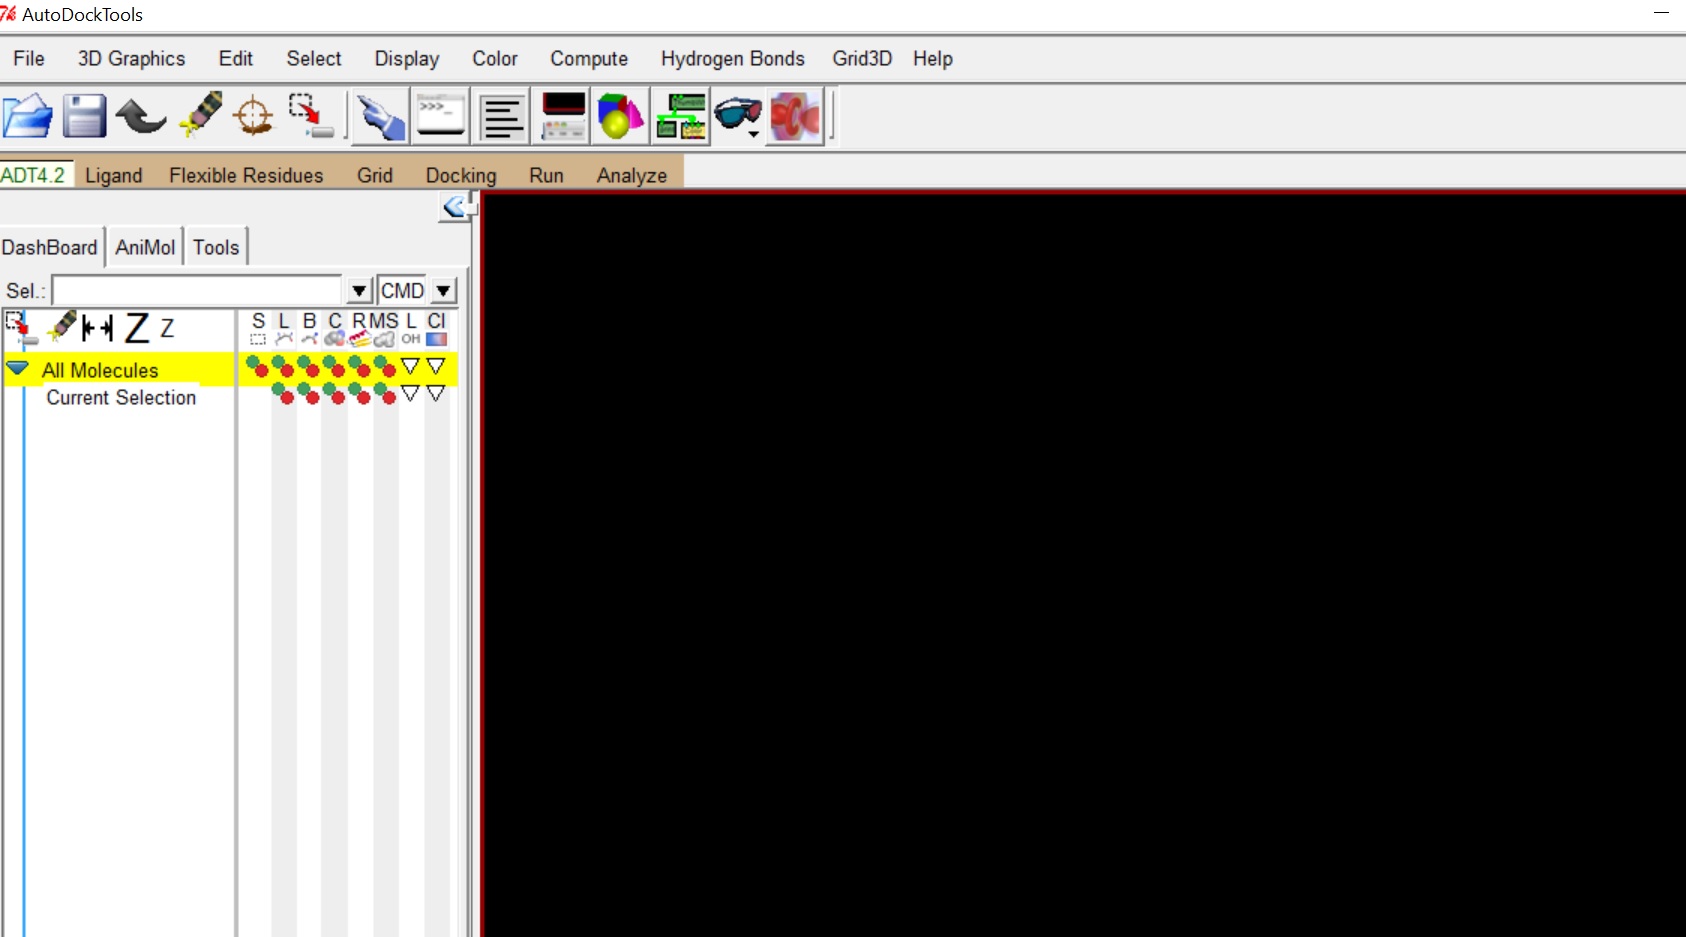 AutoDockTools
File 3D Graphics Edit Select Display Color Compute Hydrogen Bonds Grid3D Help
>>>_
ADT4.2 Ligand Flexible Residues Grid Docking Run Analyze
DashBoard AniMol Tools
Sel.: CMD
Z Z S L B C R MS L Cl
OH
All Molecules
Current Selection